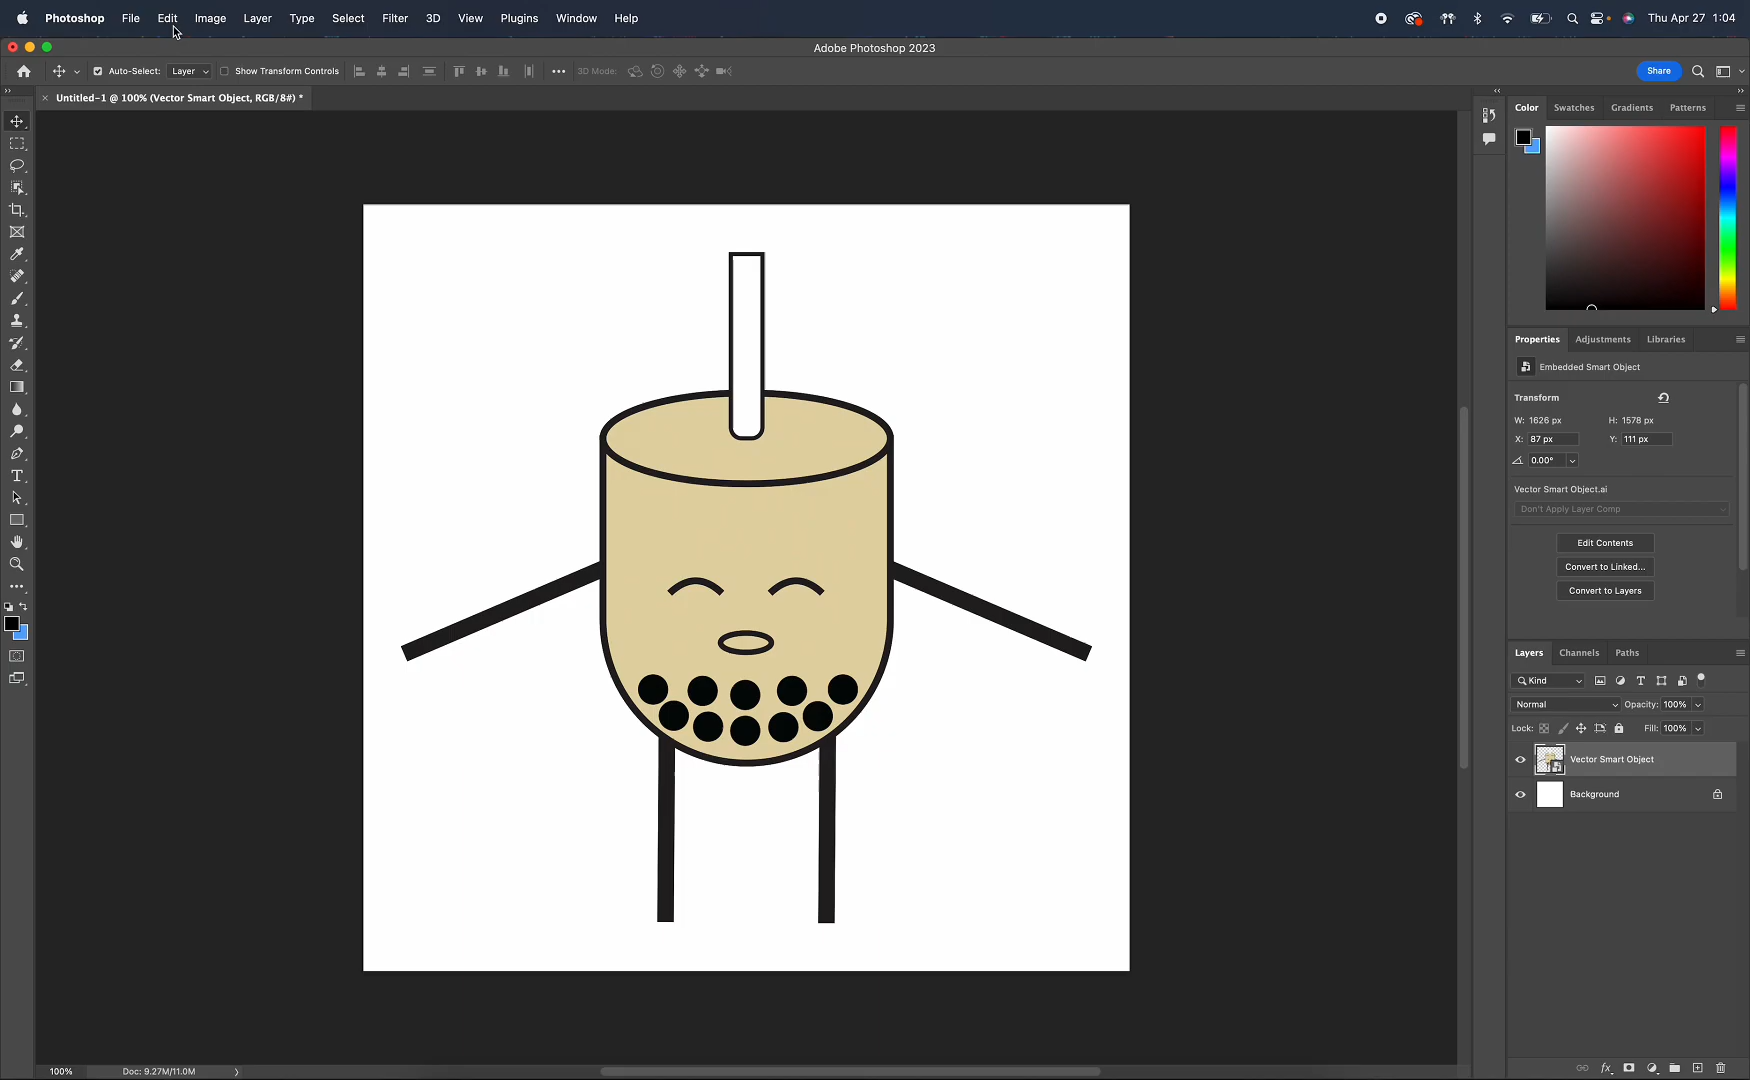 Photoshop File Edit Image Layer Type Select Filter 3D View Plugins Window Help Thu Apr 27 1:04
Adobe Photoshop 2023
Auto-Select: Layer Show Transform Controls 3D Mode: Share
Untitled-1 @ 100% (Vector Smart Object, RGB/8#) *
Color Swatches Gradients Patterns
Properties Adjustments Libraries
Embedded Smart Object
Transform
W: 1626 px H: 1578 px
X: 87 px Y: 111 px
0.00°
Vector Smart Object.ai
Don't Apply Layer Comp
Edit Contents
Convert to Linked...
Convert to Layers
Layers Channels Paths
Kind
Normal Opacity: 100%
Lock: Fill: 100%
Vector Smart Object
Background
100% Doc: 9.27M/11.0M